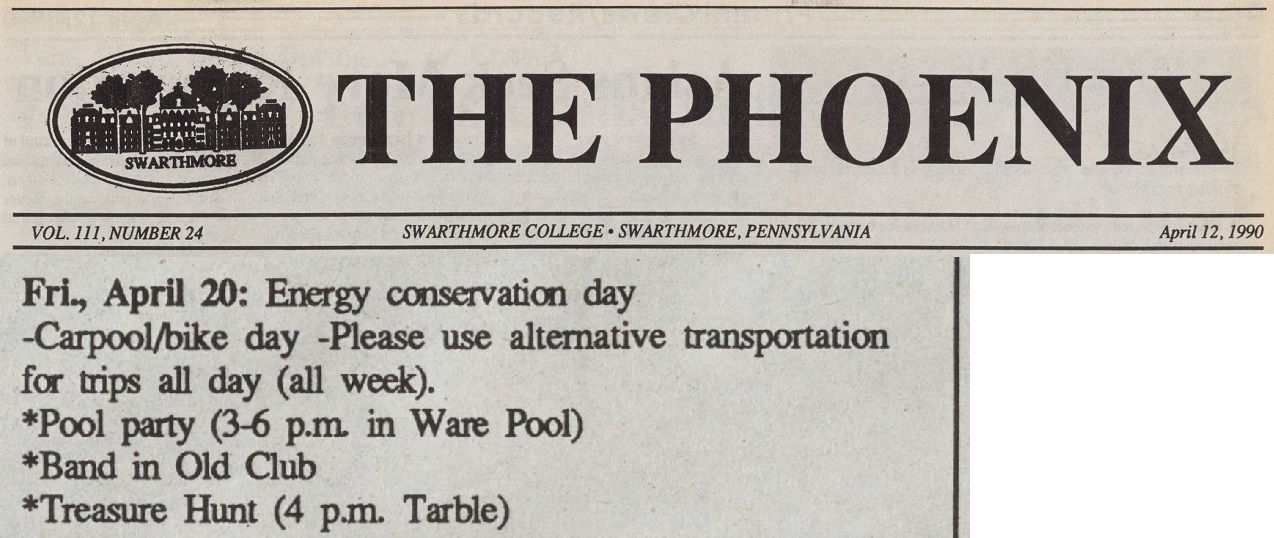 SWARTHMORE
THE PHOENIX
VOL. 111, NUMBER 24
SWARTHMORE COLLEGE • SWARTHMORE, PENNSYLVANIA
April 12, 1990
Fri., April 20: Energy conservation day
-Carpool/bike day -Please use alternative transportation
for trips all day (all week).
*Pool party (3-6 p.m. in Ware Pool)
*Band in Old Club
*Treasure Hunt (4 p.m. Tarble)